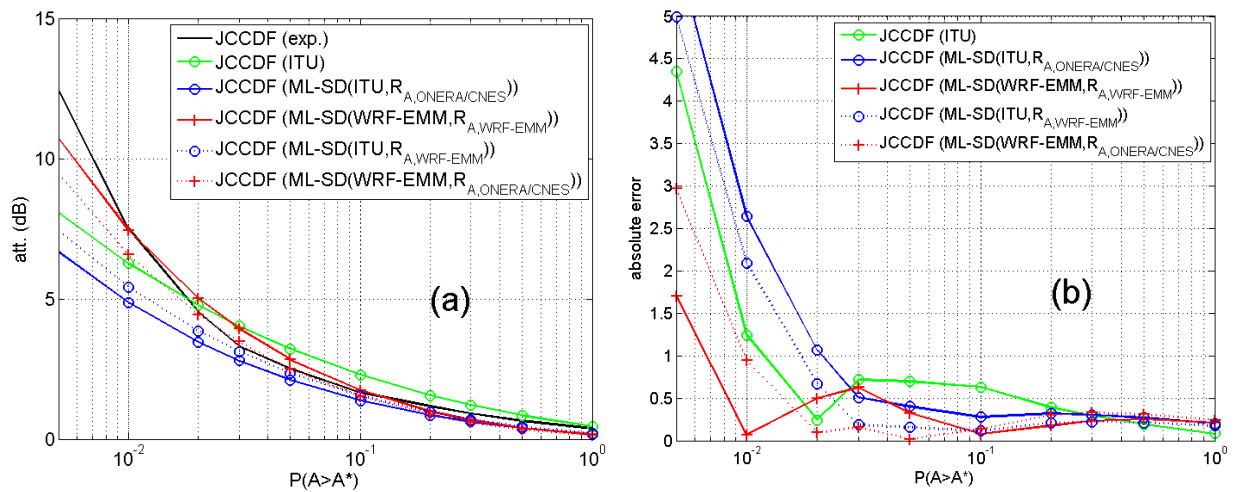 15
10
5
0
att. (dB)
10⁻²
10⁻¹
10⁰
P(A>A*)
JCCDF (exp.)
JCCDF (ITU)
JCCDF (ML-SD(ITU,R_A,ONERA/CNES))
JCCDF (ML-SD(WRF-EMM,R_A,WRF-EMM))
JCCDF (ML-SD(ITU,R_A,WRF-EMM))
JCCDF (ML-SD(WRF-EMM,R_A,ONERA/CNES))
(a)
5
4.5
4
3.5
3
2.5
2
1.5
1
0.5
0
absolute error
10⁻²
10⁻¹
10⁰
P(A>A*)
JCCDF (ITU)
JCCDF (ML-SD(ITU,R_A,ONERA/CNES))
JCCDF (ML-SD(WRF-EMM,R_A,WRF-EMM))
JCCDF (ML-SD(ITU,R_A,WRF-EMM))
JCCDF (ML-SD(WRF-EMM,R_A,ONERA/CNES))
(b)